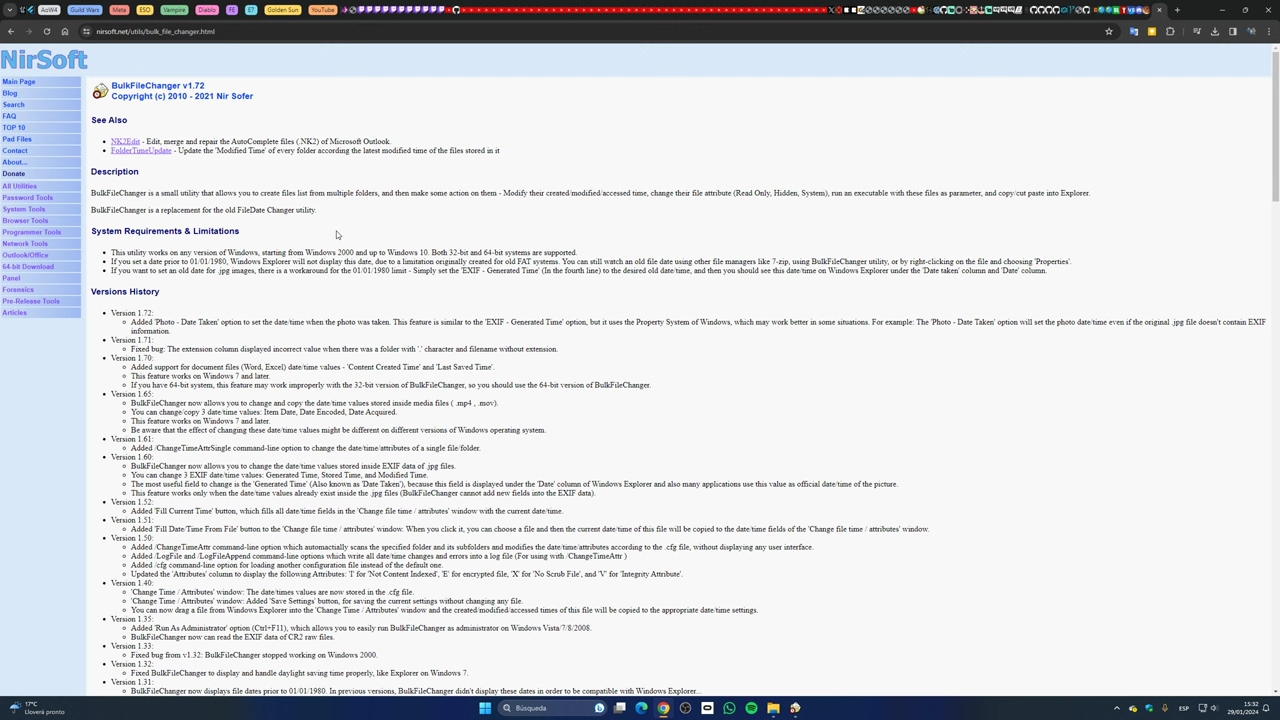 AoW4
Guild Wars
Meta
ESO
Vampire
Diablo
FE
E7
Golden Sun
YouTube
nirsoft.net/utils/bulk_file_changer.html
NirSoft
Main Page
Blog
Search
FAQ
TOP 10
Pad Files
Contact
About...
Donate
All Utilities
Password Tools
System Tools
Browser Tools
Programmer Tools
Network Tools
Outlook/Office
64-bit Download
Panel
Forensics
Pre-Release Tools
Articles
BulkFileChanger v1.72
Copyright (c) 2010 - 2021 Nir Sofer
See Also
NK2Edit - Edit, merge and repair the AutoComplete files (.NK2) of Microsoft Outlook.
FolderTimeUpdate - Update the 'Modified Time' of every folder according the latest modified time of the files stored in it
Description
BulkFileChanger is a small utility that allows you to create files list from multiple folders, and then make some action on them - Modify their created/modified/accessed time, change their file attribute (Read Only, Hidden, System), run an executable with these files as parameter, and copy/cut paste into Explorer.
BulkFileChanger is a replacement for the old FileDate Changer utility.
System Requirements & Limitations
This utility works on any version of Windows, starting from Windows 2000 and up to Windows 10. Both 32-bit and 64-bit systems are supported.
If you set a date prior to 01/01/1980, Windows Explorer will not display this date, due to a limitation originally created for old FAT systems. You can still watch an old file date using other file managers like 7-zip, using BulkFileChanger utility, or by right-clicking on the file and choosing 'Properties'.
If you want to set an old date for .jpg images, there is a workaround for the 01/01/1980 limit - Simply set the 'EXIF - Generated Time' (In the fourth line) to the desired old date/time, and then you should see this date/time on Windows Explorer under the 'Date taken' column and 'Date' column.
Versions History
Version 1.72:
Added 'Photo - Date Taken' option to set the date/time when the photo was taken. This feature is similar to the 'EXIF - Generated Time' option, but it uses the Property System of Windows, which may work better in some situations. For example: The 'Photo - Date Taken' option will set the photo date/time even if the original .jpg file doesn't contain EXIF
information.
Version 1.71:
Fixed bug: The extension column displayed incorrect value when there was a folder with '.' character and filename without extension.
Version 1.70:
Added support for document files (Word, Excel) date/time values - 'Content Created Time' and 'Last Saved Time'.
This feature works on Windows 7 and later.
If you have 64-bit system, this feature may work improperly with the 32-bit version of BulkFileChanger, so you should use the 64-bit version of BulkFileChanger.
Version 1.65:
BulkFileChanger now allows you to change and copy the date/time values stored inside media files ( .mp4 , .mov).
You can change/copy 3 date/time values: Item Date, Date Encoded, Date Acquired.
This feature works on Windows 7 and later.
Be aware that the effect of changing these date/time values might be different on different versions of Windows operating system.
Version 1.61:
Added /ChangeTimeAttrSingle command-line option to change the date/time/attributes of a single file/folder.
Version 1.60:
BulkFileChanger now allows you to change the date/time values stored inside EXIF data of .jpg files.
You can change 3 EXIF date/time values: Generated Time, Stored Time, and Modified Time.
The most useful field to change is the 'Generated Time' (Also known as 'Date Taken'), because this field is displayed under the 'Date' column of Windows Explorer and also many applications use this value as official date/time of the picture.
This feature works only when the date/time values already exist inside the .jpg files (BulkFileChanger cannot add new fields into the EXIF data).
Version 1.52:
Added 'Fill Current Time' button, which fills all date/time fields in the 'Change file time / attributes' window with the current date/time.
Version 1.51:
Added 'Fill Date/Time From File' button to the 'Change file time / attributes' window: When you click it, you can choose a file and then the current date/time of this file will be copied to the date/time fields of the 'Change file time / attributes' window.
Version 1.50:
Added /ChangeTimeAttr command-line option which automactially scans the specified folder and its subfolders and modifies the date/time/attributes according to the .cfg file, without displaying any user interface.
Added /LogFile and /LogFileAppend command-line options which write all date/time changes and errors into a log file (For using with /ChangeTimeAttr )
Added /cfg command-line option for loading another configuration file instead of the default one.
Updated the 'Attributes' column to display the following Attributes: 'I' for 'Not Content Indexed', 'E' for encrypted file, 'X' for 'No Scrub File', and 'V' for 'Integrity Attribute'.
Version 1.40:
'Change Time / Attributes' window: The date/times values are now stored in the .cfg file.
'Change Time / Attributes' window: Added 'Save Settings' button, for saving the current settings without changing any file.
You can now drag a file from Windows Explorer into the 'Change Time / Attributes' window and the created/modified/accessed times of this file will be copied to the appropriate date/time settings.
Version 1.35:
Added 'Run As Administrator' option (Ctrl+F11), which allows you to easily run BulkFileChanger as administrator on Windows Vista/7/8/2008.
BulkFileChanger now can read the EXIF data of CR2 raw files.
Version 1.33:
Fixed bug from v1.32: BulkFileChanger stopped working on Windows 2000.
Version 1.32:
Fixed BulkFileChanger to display and handle daylight saving time properly, like Explorer on Windows 7.
Version 1.31:
BulkFileChanger now displays file dates prior to 01/01/1980. In previous versions, BulkFileChanger didn't display these dates in order to be compatible with Windows Explorer...
17°C
Lloverá pronto
Búsqueda
ESP
15:32
29/01/2024